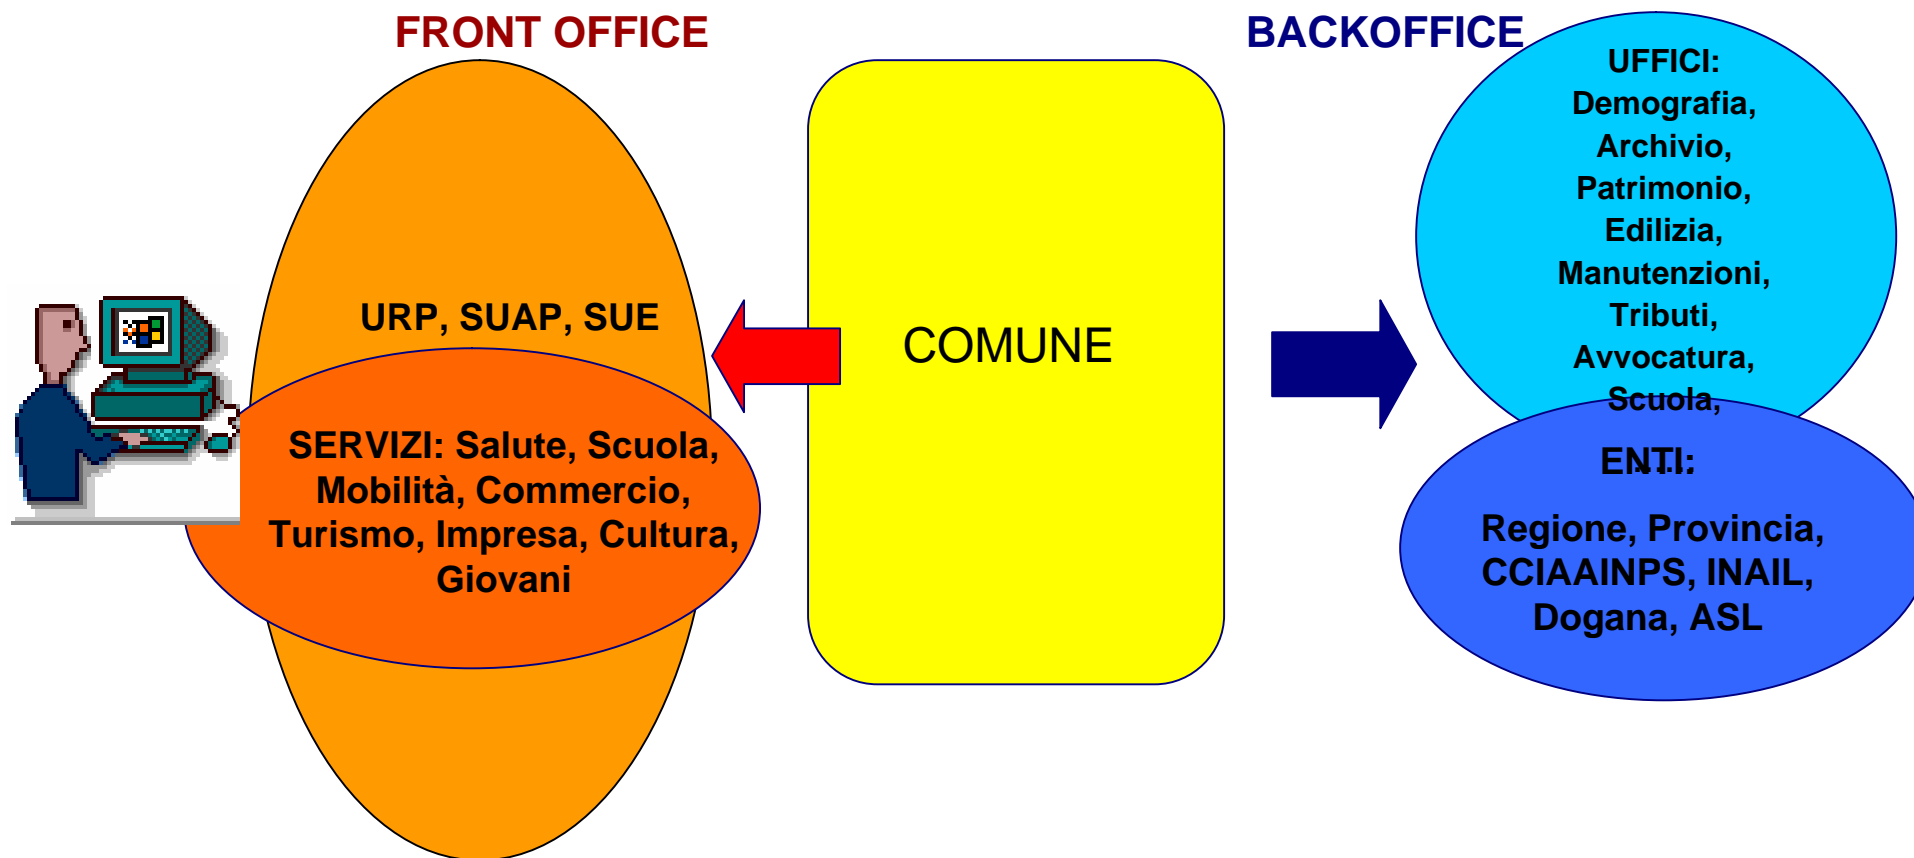 FRONT OFFICE
BACKOFFICE
URP, SUAP, SUE
SERVIZI: Salute, Scuola,
Mobilità, Commercio,
Turismo, Impresa, Cultura,
Giovani
COMUNE
UFFICI:
Demografia,
Archivio,
Patrimonio,
Edilizia,
Manutenzioni,
Tributi,
Avvocatura,
Scuola,
….
ENTI:
Regione, Provincia,
CCIAAINPS, INAIL,
Dogana, ASL